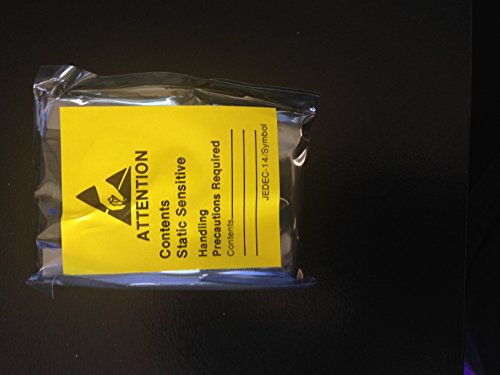 ATTENTION
Contents
Static Sensitive
Handling
Precautions Required
Contents
JEDEC-14/Symbol